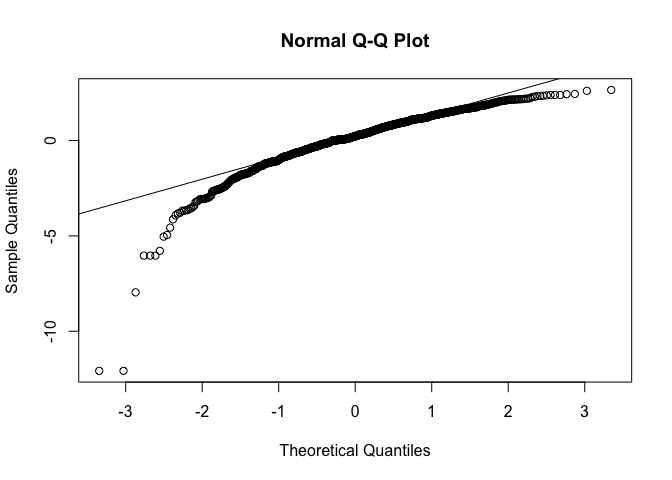 Normal Q-Q Plot
0
-5
-10
Sample Quantiles
-3 -2 -1 0 1 2 3
Theoretical Quantiles